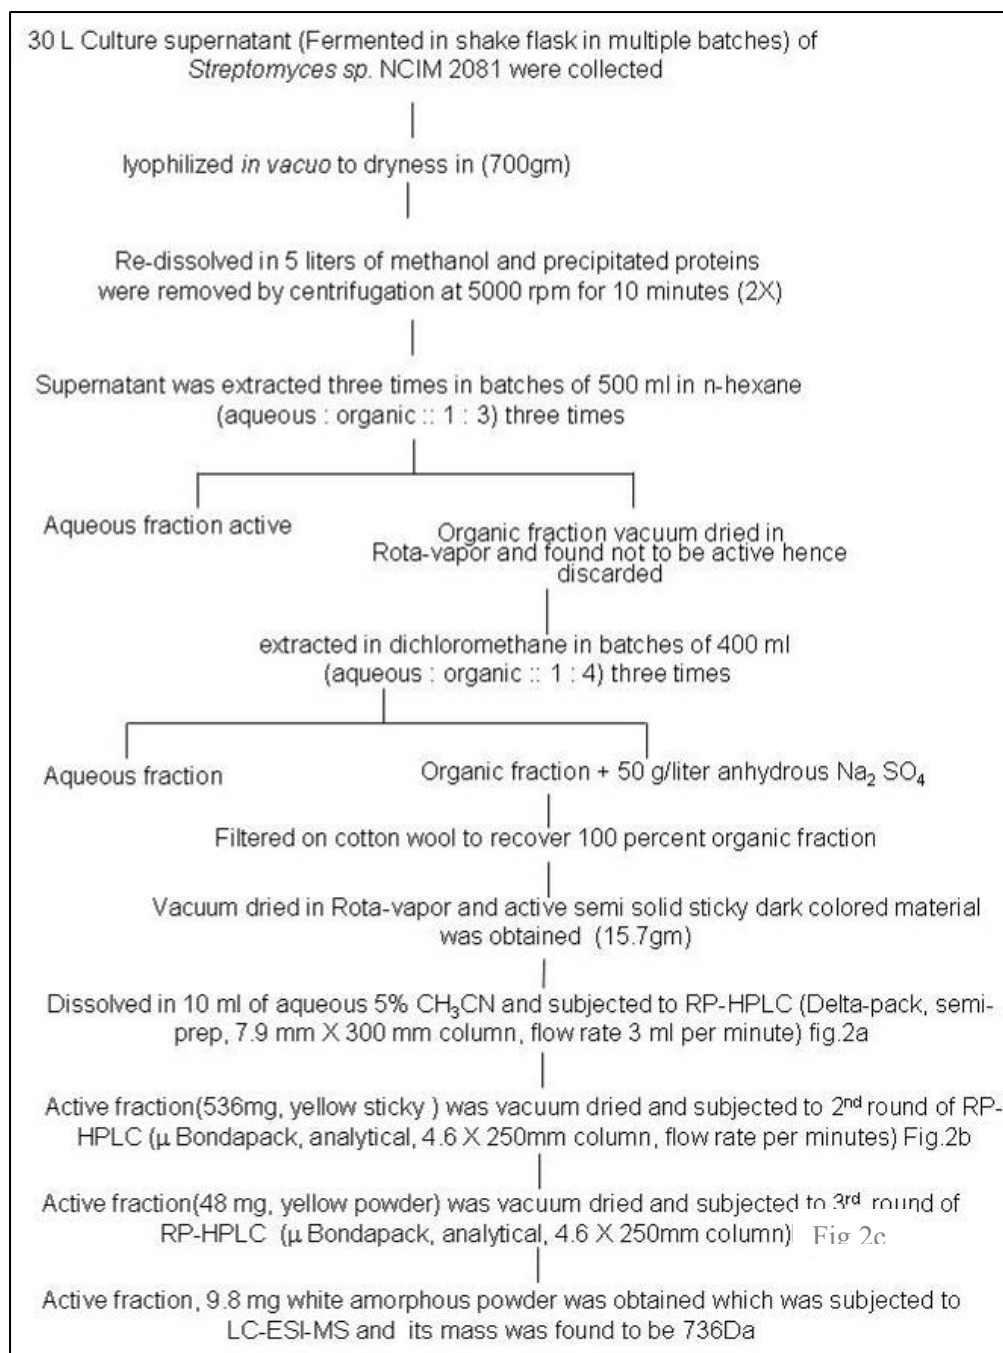 30 L Culture supernatant (Fermented in shake flask in multiple batches) of
Streptomyces sp. NCIM 2081 were collected
lyophilized in vacuo to dryness in (700gm)
Re-dissolved in 5 liters of methanol and precipitated proteins
were removed by centrifugation at 5000 rpm for 10 minutes (2X)
Supernatant was extracted three times in batches of 500 ml in n-hexane
(aqueous : organic :: 1 : 3) three times
Aqueous fraction active
Organic fraction vacuum dried in
Rota-vapor and found not to be active hence
discarded
extracted in dichloromethane in batches of 400 ml
(aqueous : organic :: 1 : 4) three times
Aqueous fraction
Organic fraction + 50 g/liter anhydrous Na₂ SO₄
Filtered on cotton wool to recover 100 percent organic fraction
Vacuum dried in Rota-vapor and active semi solid sticky dark colored material
was obtained (15.7gm)
Dissolved in 10 ml of aqueous 5% CH₃CN and subjected to RP-HPLC (Delta-pack, semi-
prep, 7.9 mm X 300 mm column, flow rate 3 ml per minute) fig.2a
Active fraction(536mg, yellow sticky ) was vacuum dried and subjected to 2nd round of RP-
HPLC (µ Bondapack, analytical, 4.6 X 250mm column, flow rate per minutes) Fig.2b
Active fraction(48 mg, yellow powder) was vacuum dried and subjected to 3rd round of
RP-HPLC (µ Bondapack, analytical, 4.6 X 250mm column) Fig 2c
Active fraction, 9.8 mg white amorphous powder was obtained which was subjected to
LC-ESI-MS and its mass was found to be 736Da